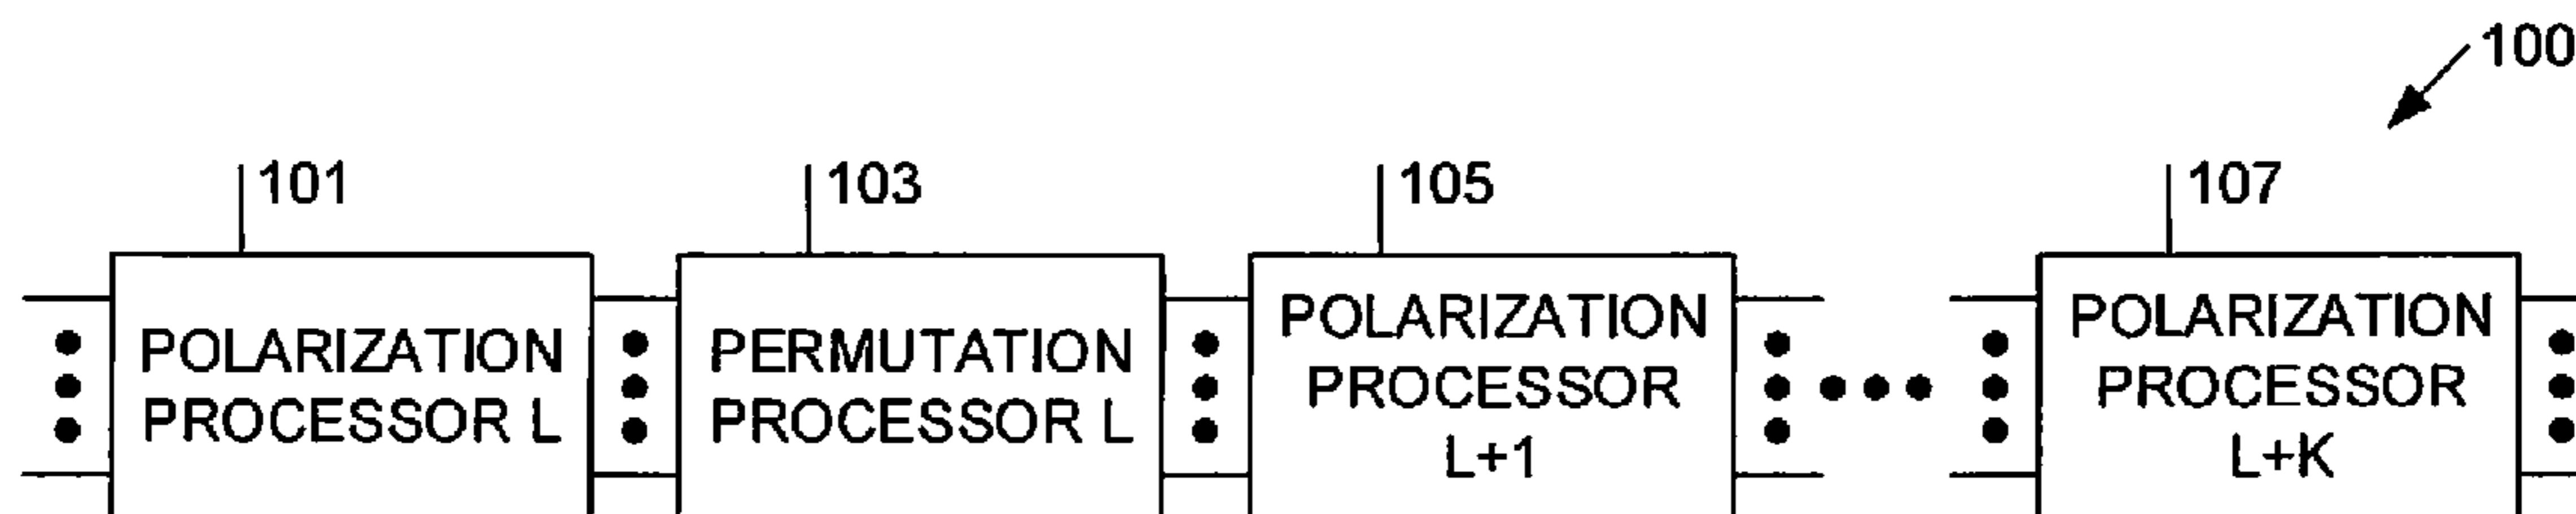 100
101
103
105
107
POLARIZATION
PROCESSOR L
PERMUTATION
PROCESSOR L
POLARIZATION
PROCESSOR
L+1
POLARIZATION
PROCESSOR
L+K